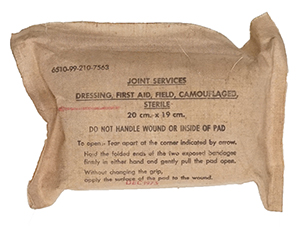 6510-99-210-7563
JOINT SERVICES
DRESSING, FIRST AID, FIELD, CAMOUFLAGED,
STERILE
20 cm. x 19 cm.
DO NOT HANDLE WOUND OR INSIDE OF PAD
To open:- Tear apart at the corner indicated by arrow.
Hold the folded ends of the two exposed bandages
firmly in either hand and gently pull the pad open.
Without changing the grip,
apply the surface of the pad to the wound.
DEC